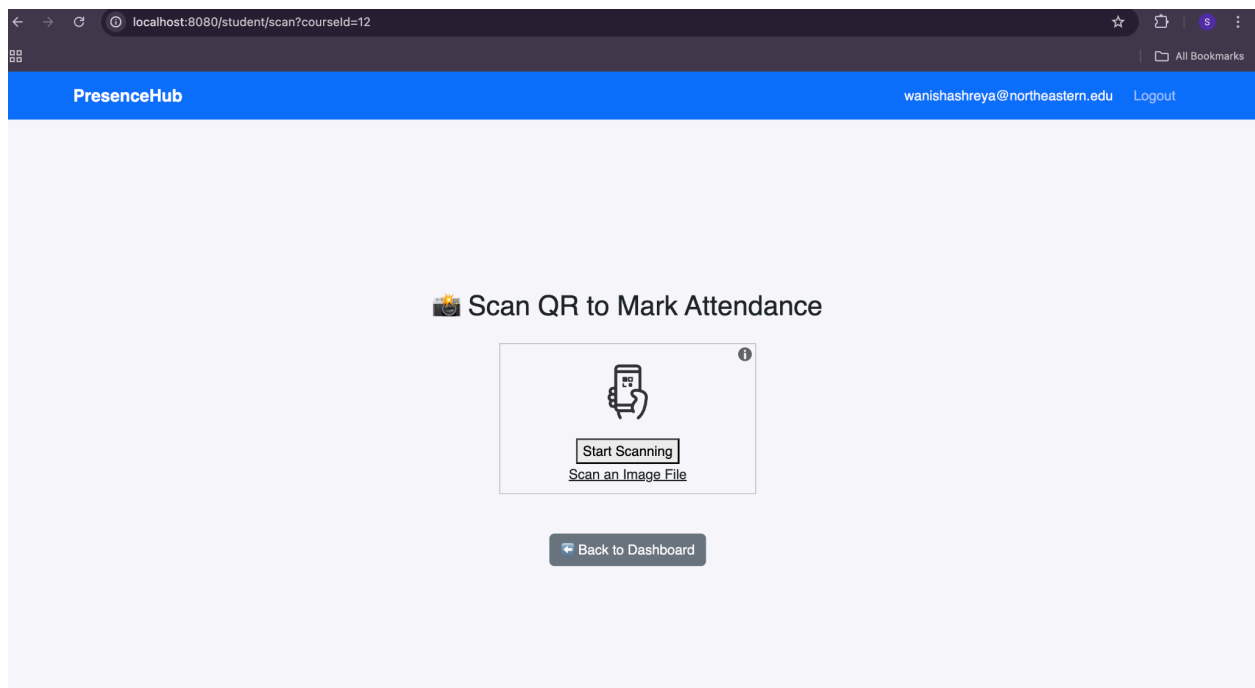 localhost:8080/student/scan?courseId=12
S
All Bookmarks
PresenceHub
wanishashreya@northeastern.edu Logout
📸 Scan QR to Mark Attendance
Start Scanning
Scan an Image File
⬅️ Back to Dashboard